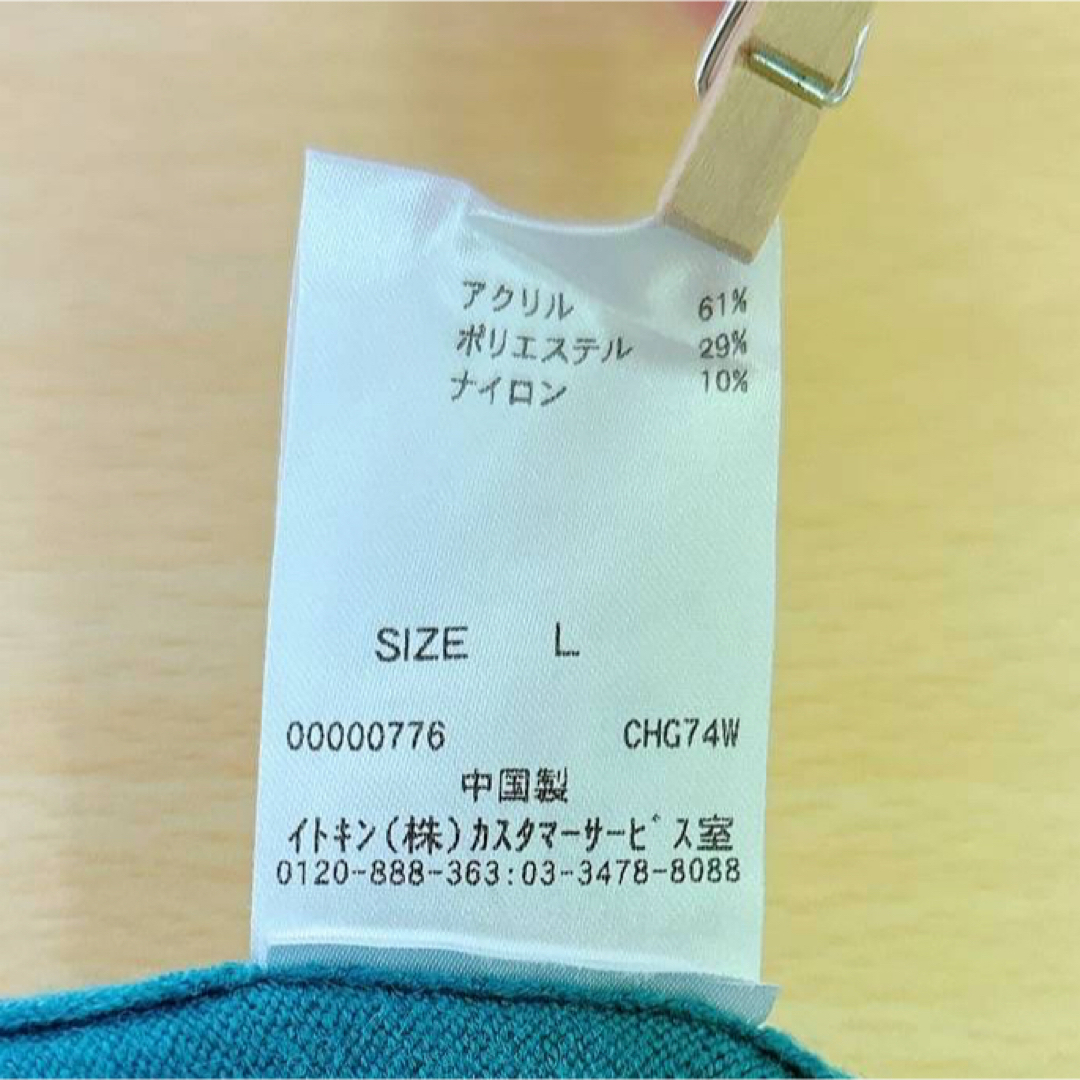 アクリル 61%
ポリエステル 29%
ナイロン 10%
SIZE L
00000776 CHG74W
中国製
イトキン(株)カスタマーサービス室
0120-888-363:03-3478-8088